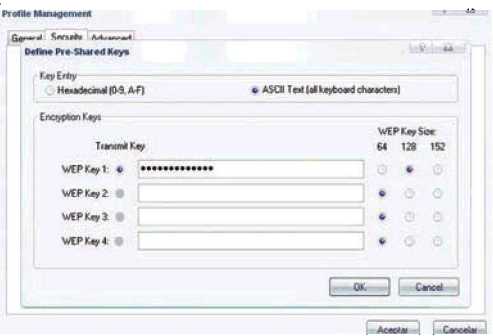 Profile Management
General Security Advanced
Define Pre-Shared Keys
Key Entry
Hexadecimal (0-9, A-F) ASCII Text (all keyboard characters)
Encryption Keys
WEP Key Size:
Transmit Key 64 128 152
WEP Key 1: •••••••••••••
WEP Key 2:
WEP Key 3:
WEP Key 4:
OK Cancel
Aceptar Cancelar